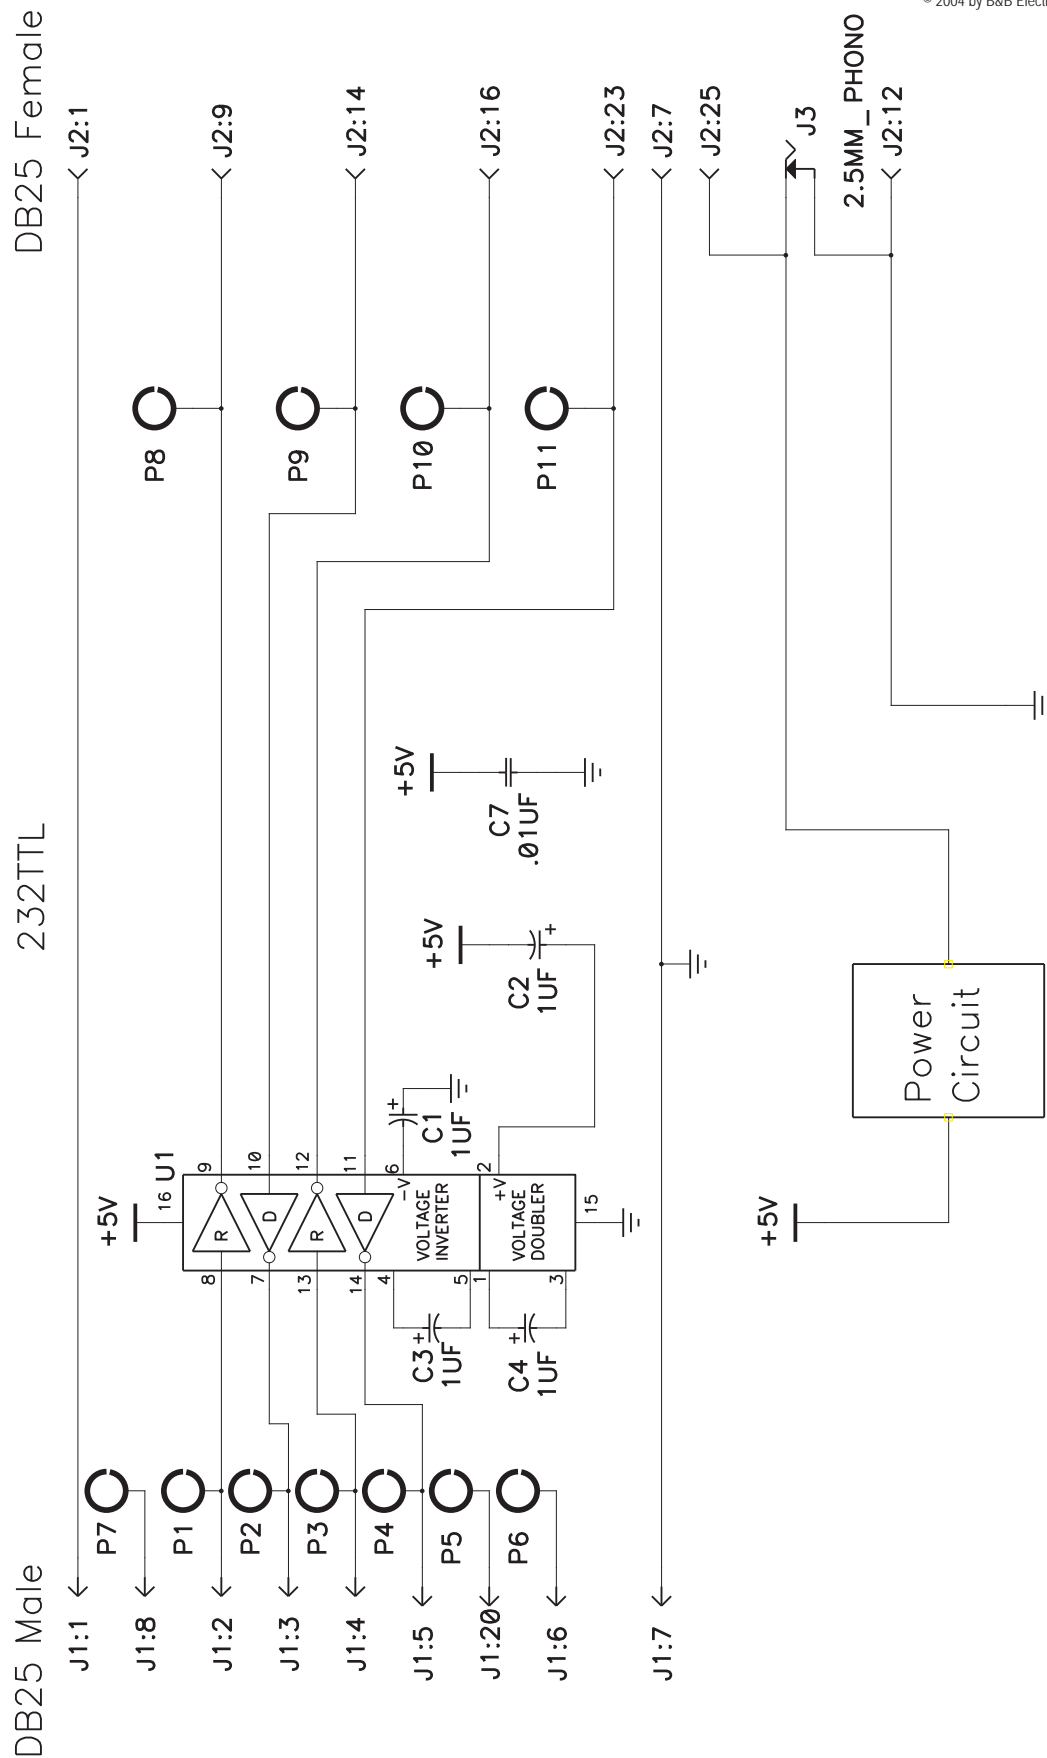 © 2004 by B&B Electr
DB25 Male
232TTL
DB25 Female
J1:1
J2:1
P7
J1:8
P8
P1
J1:2
J2:9
P2
J1:3
P9
P3
J1:4
J2:14
P4
J1:5
P10
P5
J1:20
J2:16
P6
J1:6
P11
J2:23
J1:7
J2:7
J2:25
J3
2.5MM_PHONO
J2:12
+5V
16
U1
8
R
9
7
D
10
13
R
12
14
D
11
4
-V
6
VOLTAGE
INVERTER
5
1
+V
2
VOLTAGE
DOUBLER
3
15
C3
+
1UF
C4
+
1UF
+
C1
1UF
+5V
C2
1UF
+
+5V
C7
.01UF
+5V
Power
Circuit